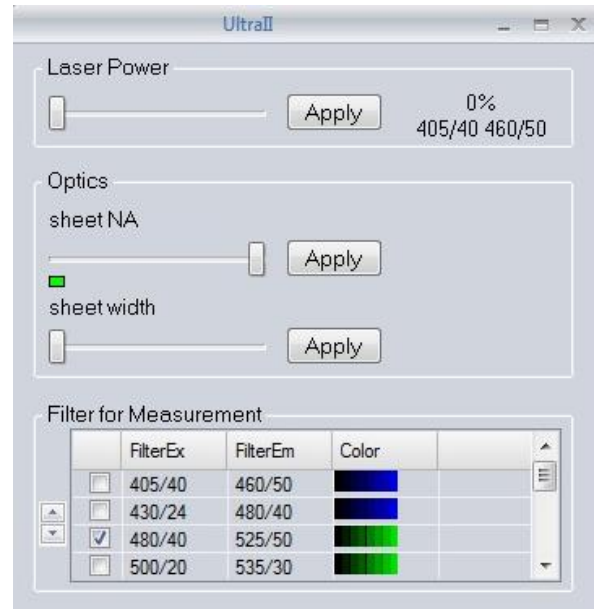 UltraII
Laser Power
Apply
0%
405/40 460/50
Optics
sheet NA
Apply
sheet width
Apply
Filter for Measurement
FilterEx FilterEm Color
405/40 460/50
430/24 480/40
480/40 525/50
500/20 535/30